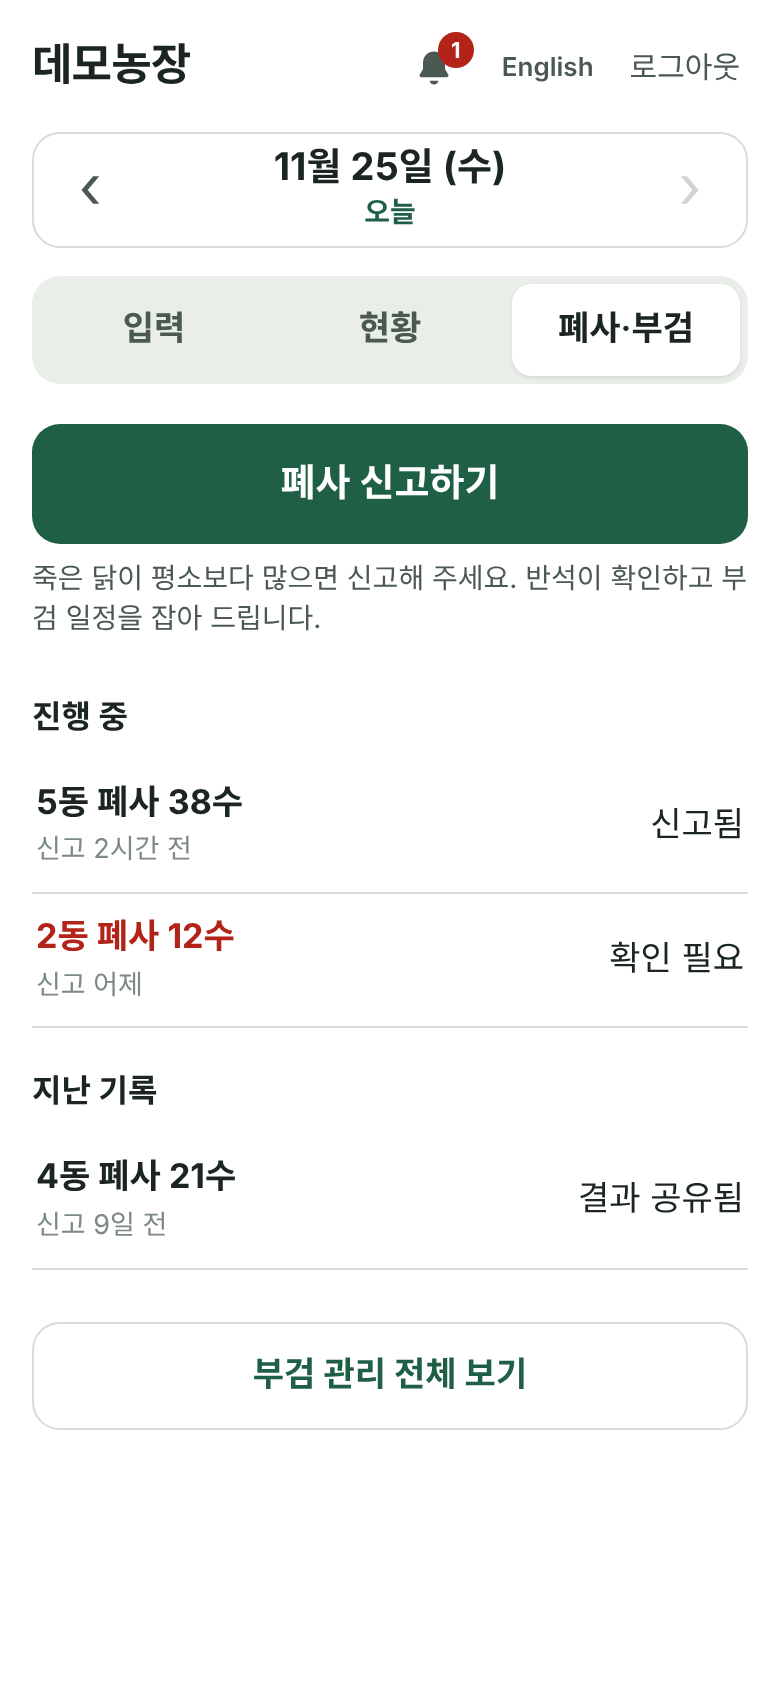 데모농장
1
English
로그아웃
11월 25일 (수)
오늘
입력
현황
폐사·부검
폐사 신고하기
죽은 닭이 평소보다 많으면 신고해 주세요. 반석이 확인하고 부
검 일정을 잡아 드립니다.
진행 중
5동 폐사 38수
신고됨
신고 2시간 전
2동 폐사 12수
확인 필요
신고 어제
지난 기록
4동 폐사 21수
결과 공유됨
신고 9일 전
부검 관리 전체 보기